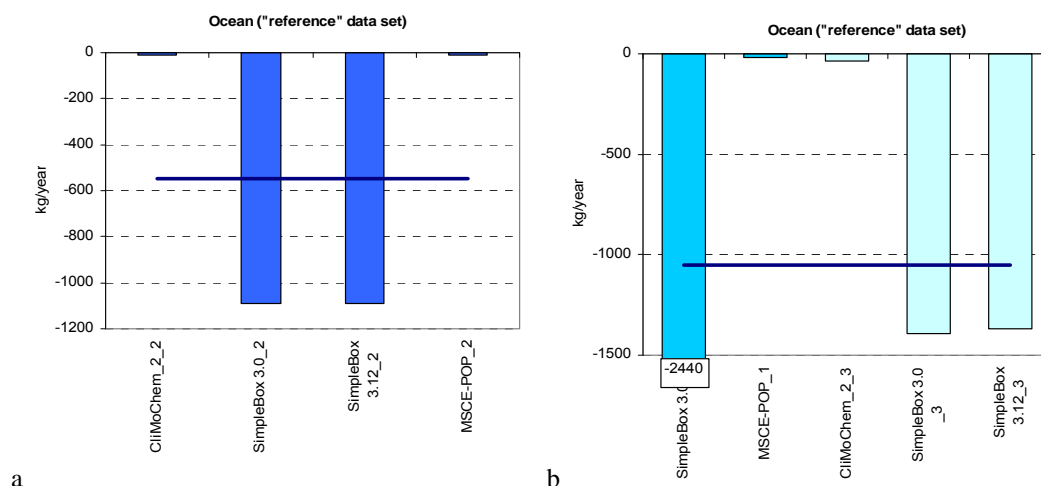 Ocean ("reference" data set)
0
-200
-400
-600
-800
-1000
-1200
kg/year
CliMoChem_2_2
SimpleBox 3.0_2
SimpleBox
3.12_2
MSCE-POP_2
a
Ocean ("reference" data set)
0
-500
-1000
-1500
kg/year
-2440
SimpleBox 3.0
MSCE-POP_1
CliMoChem_2_3
SimpleBox 3.0
_3
SimpleBox
3.12_3
b